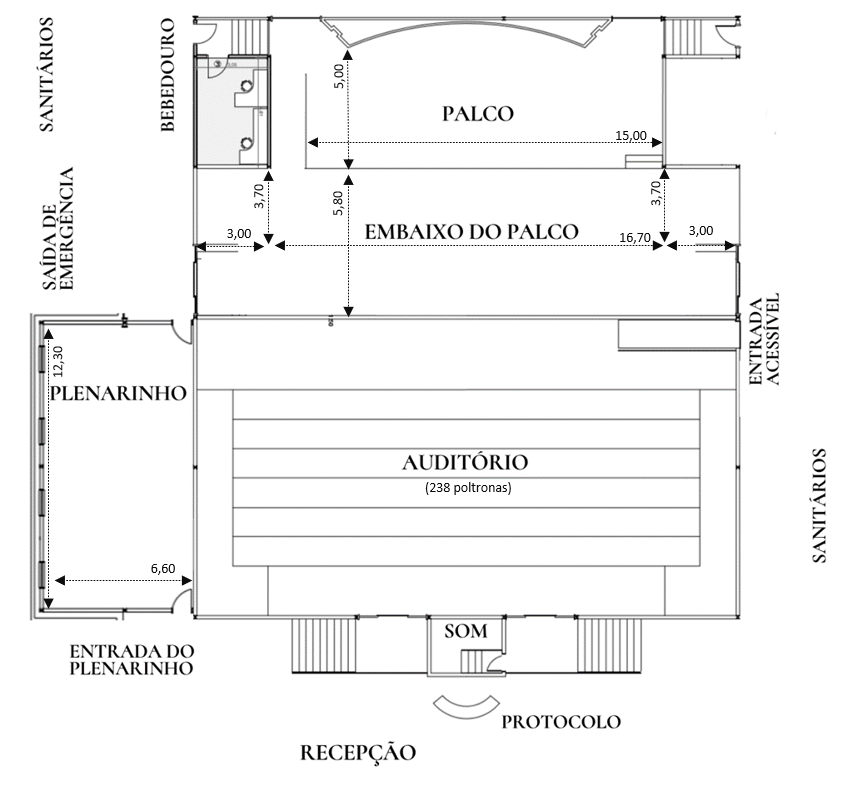 SANITÁRIOS
BEBEDOURO
5,00
PALCO
15,00
SAÍDA DE
EMERGÊNCIA
3,70
5,80
3,70
3,00
EMBAIXO DO PALCO
16,70
3,00
ENTRADA
ACESSÍVEL
12,30
PLENARINHO
AUDITÓRIO
(238 poltronas)
SANITÁRIOS
6,60
SOM
ENTRADA DO
PLENARINHO
PROTOCOLO
RECEPÇÃO